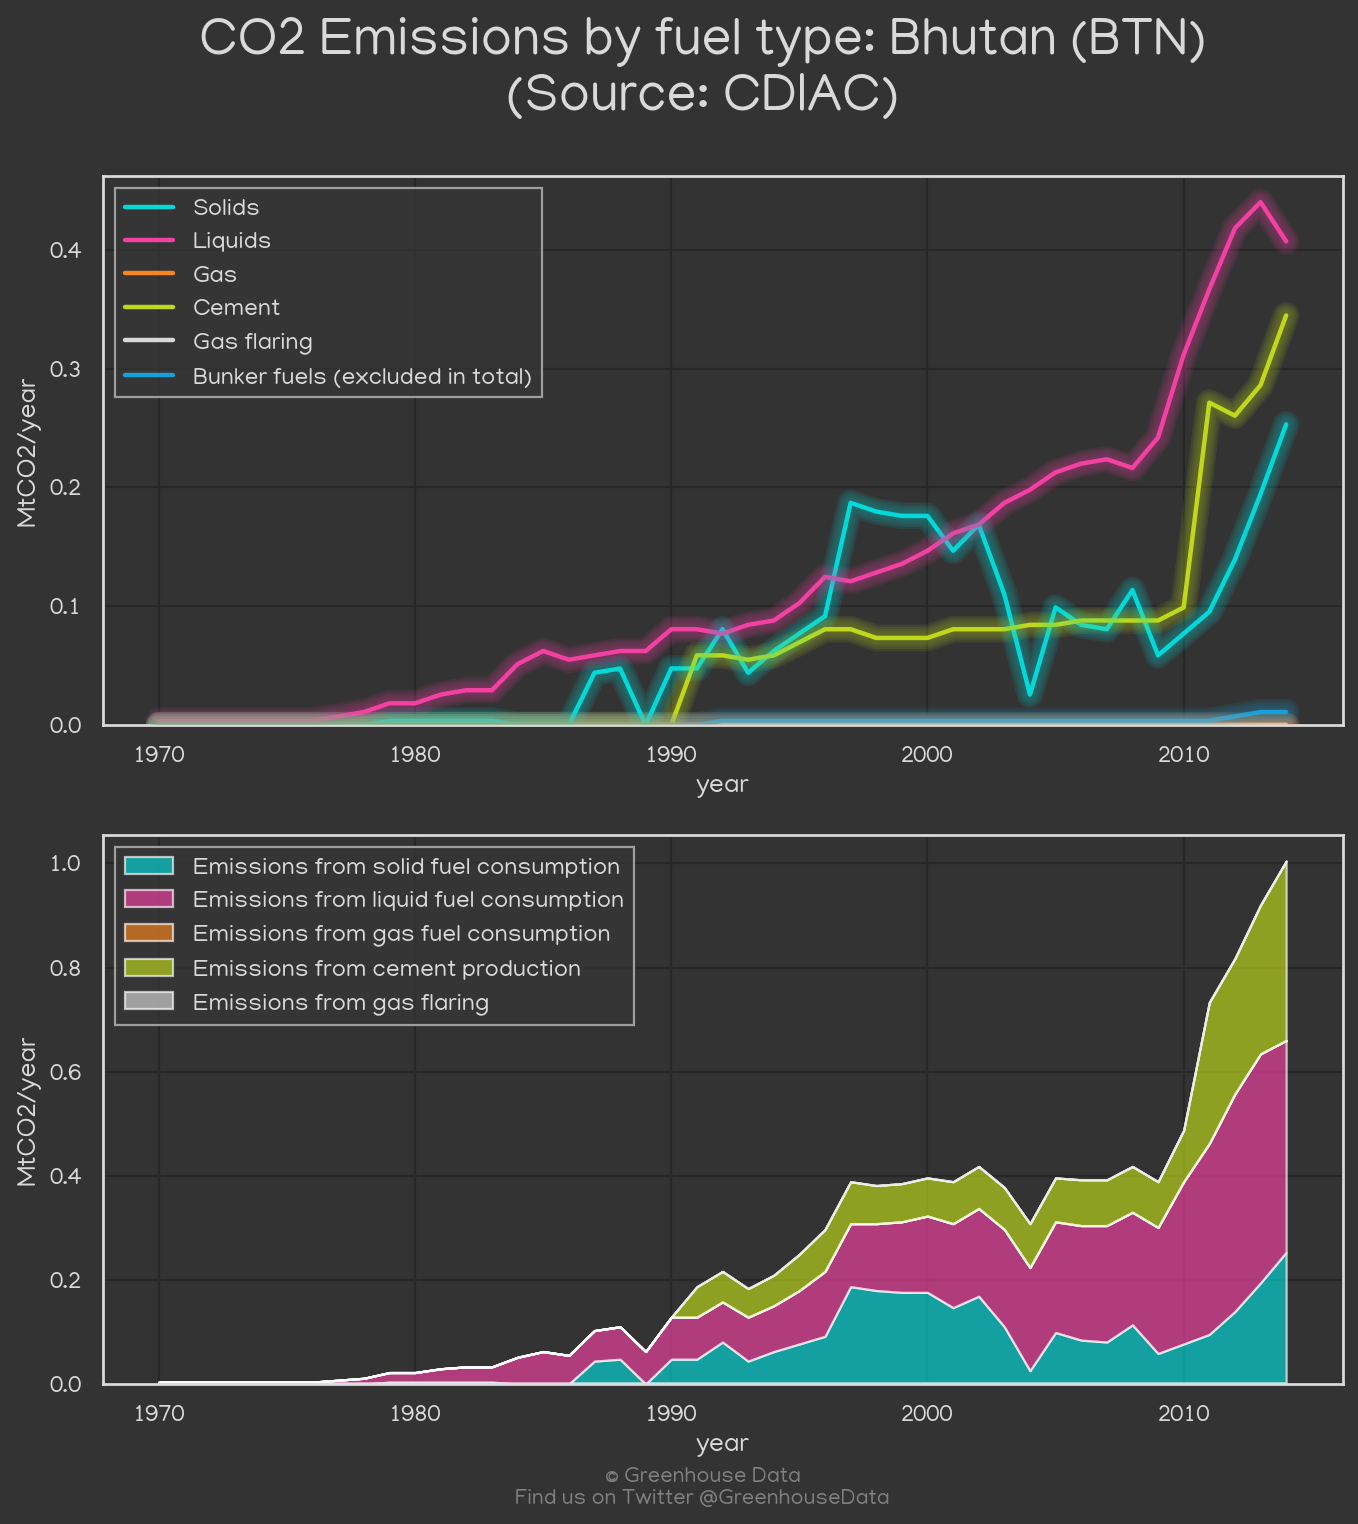 CO2 Emissions by fuel type: Bhutan (BTN)
(Source: CDIAC)
Solids
Liquids
Gas
Cement
Gas flaring
Bunker fuels (excluded in total)
MtCO2/year
0.4
0.3
0.2
0.1
0.0
1970 1980 1990 2000 2010
year
Emissions from solid fuel consumption
Emissions from liquid fuel consumption
Emissions from gas fuel consumption
Emissions from cement production
Emissions from gas flaring
MtCO2/year
1.0
0.8
0.6
0.4
0.2
0.0
1970 1980 1990 2000 2010
year
© Greenhouse Data
Find us on Twitter @GreenhouseData